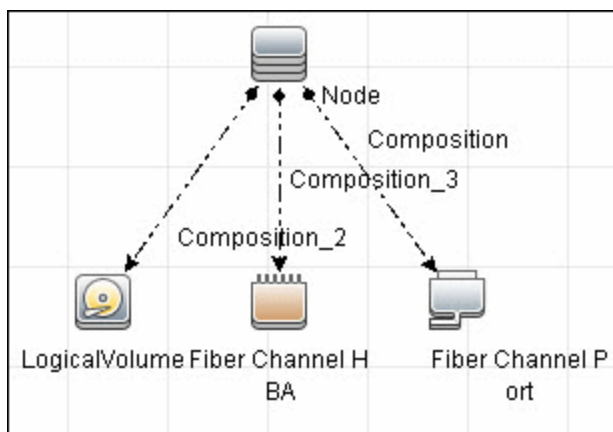 Node
Composition
Composition_3
Composition_2
LogicalVolume
Fiber Channel H
BA
Fiber Channel P
ort